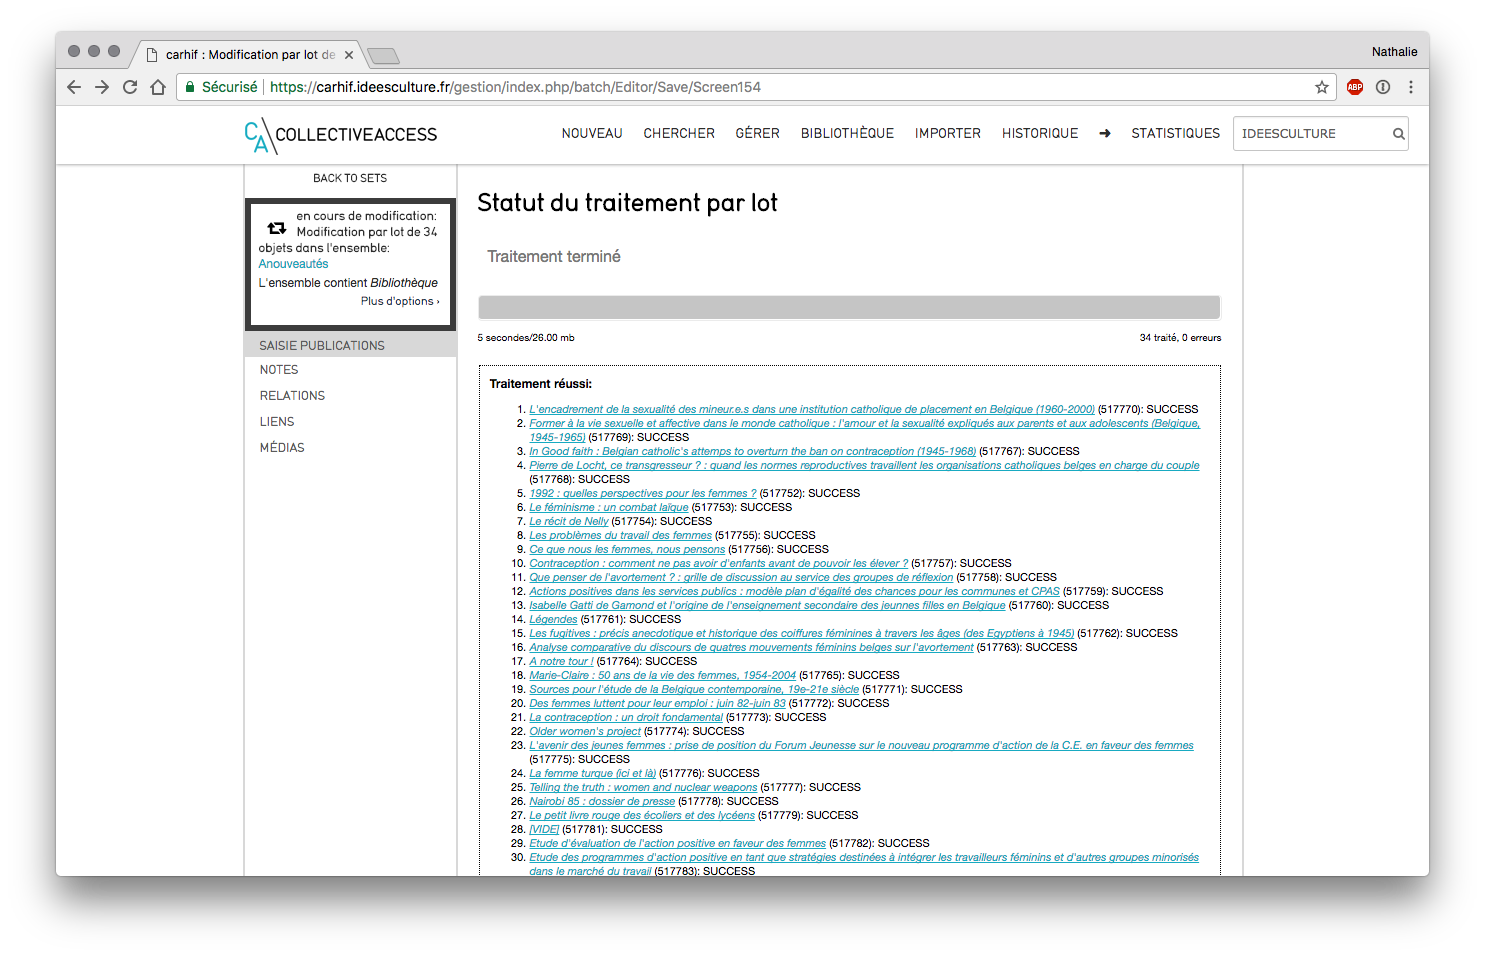 carhif : Modification par lot de
Nathalie
Sécurisé https://carhif.ideesculture.fr/gestion/index.php/batch/Editor/Save/Screen154
ABP
CA COLLECTIVEACCESS
NOUVEAU CHERCHER GÉRER BIBLIOTHÈQUE IMPORTER HISTORIQUE ➔ STATISTIQUES IDEESCULTURE
BACK TO SETS
en cours de modification:
Modification par lot de 34
objets dans l'ensemble:
Anouveautés
L'ensemble contient Bibliothèque
Plus d'options ›
SAISIE PUBLICATIONS
NOTES
RELATIONS
LIENS
MÉDIAS
Statut du traitement par lot
Traitement terminé
5 secondes/26.00 mb
34 traité, 0 erreurs
Traitement réussi:
1. L'encadrement de la sexualité des mineur.e.s dans une institution catholique de placement en Belgique (1960-2000) (517770): SUCCESS
2. Former à la vie sexuelle et affective dans le monde catholique : l'amour et la sexualité expliqués aux parents et aux adolescents (Belgique,
1945-1965) (517769): SUCCESS
3. In Good faith : Belgian catholic's attemps to overturn the ban on contraception (1945-1968) (517767): SUCCESS
4. Pierre de Locht, ce transgresseur ? : quand les normes reproductives travaillent les organisations catholiques belges en charge du couple
(517768): SUCCESS
5. 1992 : quelles perspectives pour les femmes ? (517752): SUCCESS
6. Le féminisme : un combat laïque (517753): SUCCESS
7. Le récit de Nelly (517754): SUCCESS
8. Les problèmes du travail des femmes (517755): SUCCESS
9. Ce que nous les femmes, nous pensons (517756): SUCCESS
10. Contraception : comment ne pas avoir d'enfants avant de pouvoir les élever ? (517757): SUCCESS
11. Que penser de l'avortement ? : grille de discussion au service des groupes de réflexion (517758): SUCCESS
12. Actions positives dans les services publics : modèle plan d'égalité des chances pour les communes et CPAS (517759): SUCCESS
13. Isabelle Gatti de Gamond et l'origine de l'enseignement secondaire des jeunnes filles en Belgique (517760): SUCCESS
14. Légendes (517761): SUCCESS
15. Les fugitives : précis anecdotique et historique des coiffures féminines à travers les âges (des Egyptiens à 1945) (517762): SUCCESS
16. Analyse comparative du discours de quatres mouvements féminins belges sur l'avortement (517763): SUCCESS
17. A notre tour ! (517764): SUCCESS
18. Marie-Claire : 50 ans de la vie des femmes, 1954-2004 (517765): SUCCESS
19. Sources pour l'étude de la Belgique contemporaine, 19e-21e siècle (517771): SUCCESS
20. Des femmes luttent pour leur emploi : juin 82-juin 83 (517772): SUCCESS
21. La contraception : un droit fondamental (517773): SUCCESS
22. Older women's project (517774): SUCCESS
23. L'avenir des jeunes femmes : prise de position du Forum Jeunesse sur le nouveau programme d'action de la C.E. en faveur des femmes
(517775): SUCCESS
24. La femme turque (ici et là) (517776): SUCCESS
25. Telling the truth : women and nuclear weapons (517777): SUCCESS
26. Nairobi 85 : dossier de presse (517778): SUCCESS
27. Le petit livre rouge des écoliers et des lycéens (517779): SUCCESS
28. [VIDE] (517781): SUCCESS
29. Etude d'évaluation de l'action positive en faveur des femmes (517782): SUCCESS
30. Etude des programmes d'action positive en tant que stratégies destinées à intégrer les travailleurs féminins et d'autres groupes minorisés
dans le marché du travail (517783): SUCCESS